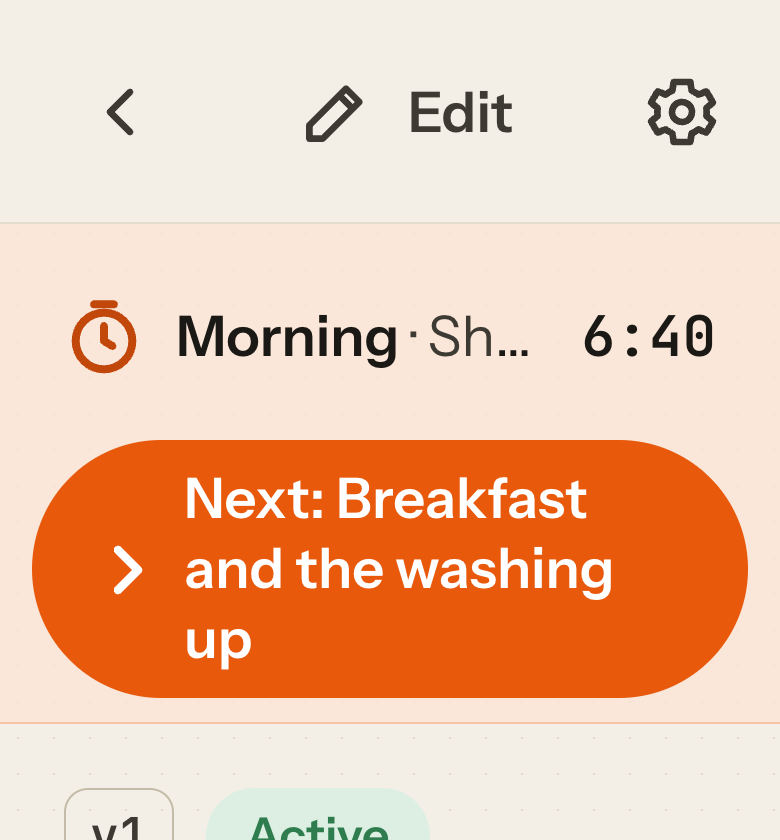 Edit
Morning · Sh... 6:40
Next: Breakfast
and the washing
up
v1 Active